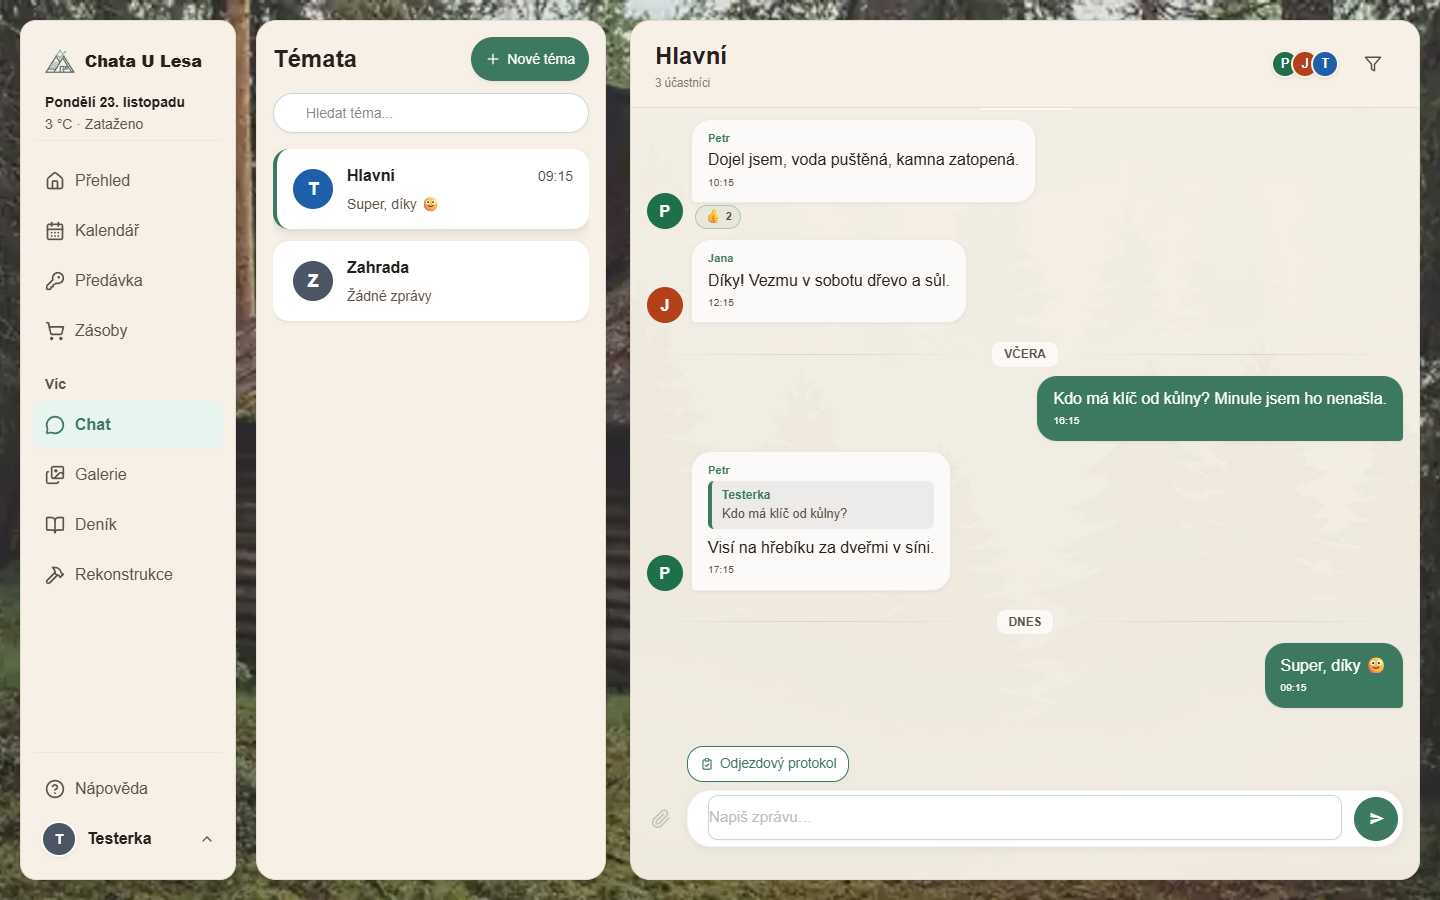 Chata U Lesa
Pondělí 23. listopadu
3 °C · Zataženo
Přehled
Kalendář
Předávka
Zásoby
Víc
Chat
Galerie
Deník
Rekonstrukce
Nápověda
T
Testerka
Témata
Nové téma
Hledat téma...
T
Hlavní
09:15
Super, díky
Z
Zahrada
Žádné zprávy
Hlavní
3 účastníci
P
J
T
Petr
Dojel jsem, voda puštěná, kamna zatopená.
10:15
P
👍 2
Jana
Díky! Vezmu v sobotu dřevo a sůl.
12:15
J
VČERA
Kdo má klíč od kůlny? Minule jsem ho nenašla.
16:15
Petr
Testerka
Kdo má klíč od kůlny?
Visí na hřebíku za dveřmi v síni.
17:15
P
DNES
Super, díky
09:15
Odjezdový protokol
Napiš zprávu...